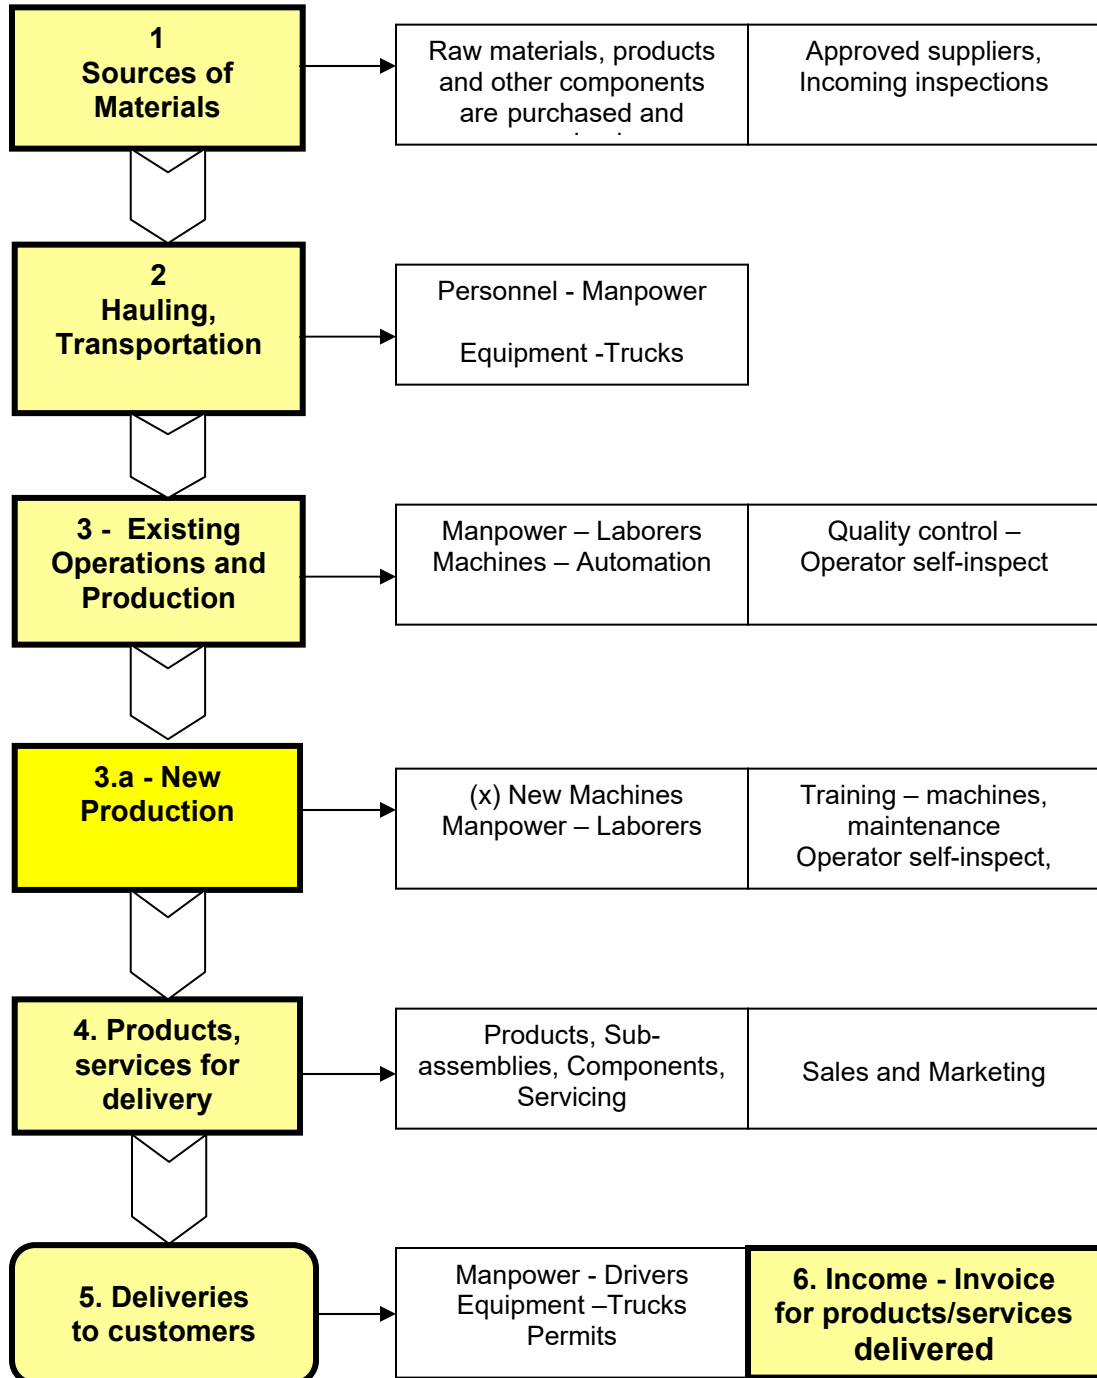 1
Sources of
Materials
Raw materials, products
and other components
are purchased and
Approved suppliers,
Incoming inspections
2
Hauling,
Transportation
Personnel - Manpower
Equipment -Trucks
3 -  Existing
Operations and
Production
Manpower – Laborers
Machines – Automation
Quality control –
Operator self-inspect
3.a - New
Production
(x) New Machines
Manpower – Laborers
Training – machines,
maintenance
Operator self-inspect,
4. Products,
services for
delivery
Products, Sub-
assemblies, Components,
Servicing
Sales and Marketing
5. Deliveries
to customers
Manpower - Drivers
Equipment –Trucks
Permits
6. Income - Invoice
for products/services
delivered